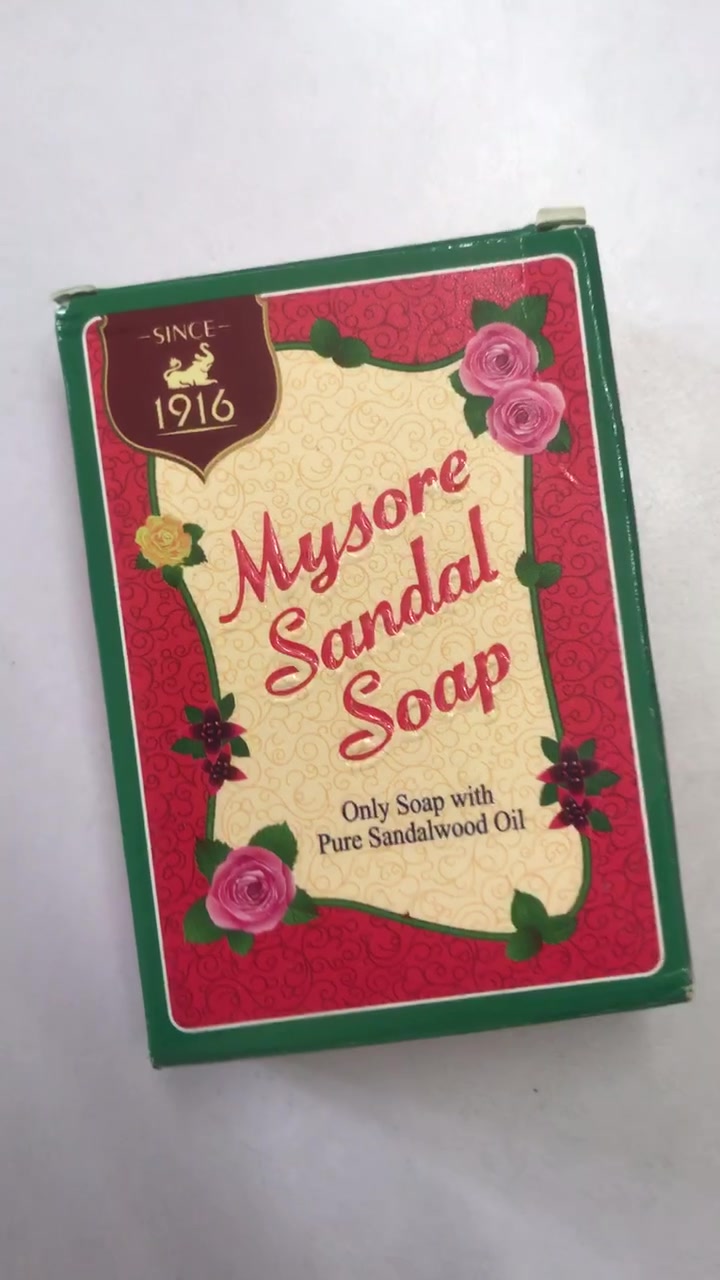 –SINCE–
1916
Mysore
Sandal
Soap
Only Soap with
Pure Sandalwood Oil